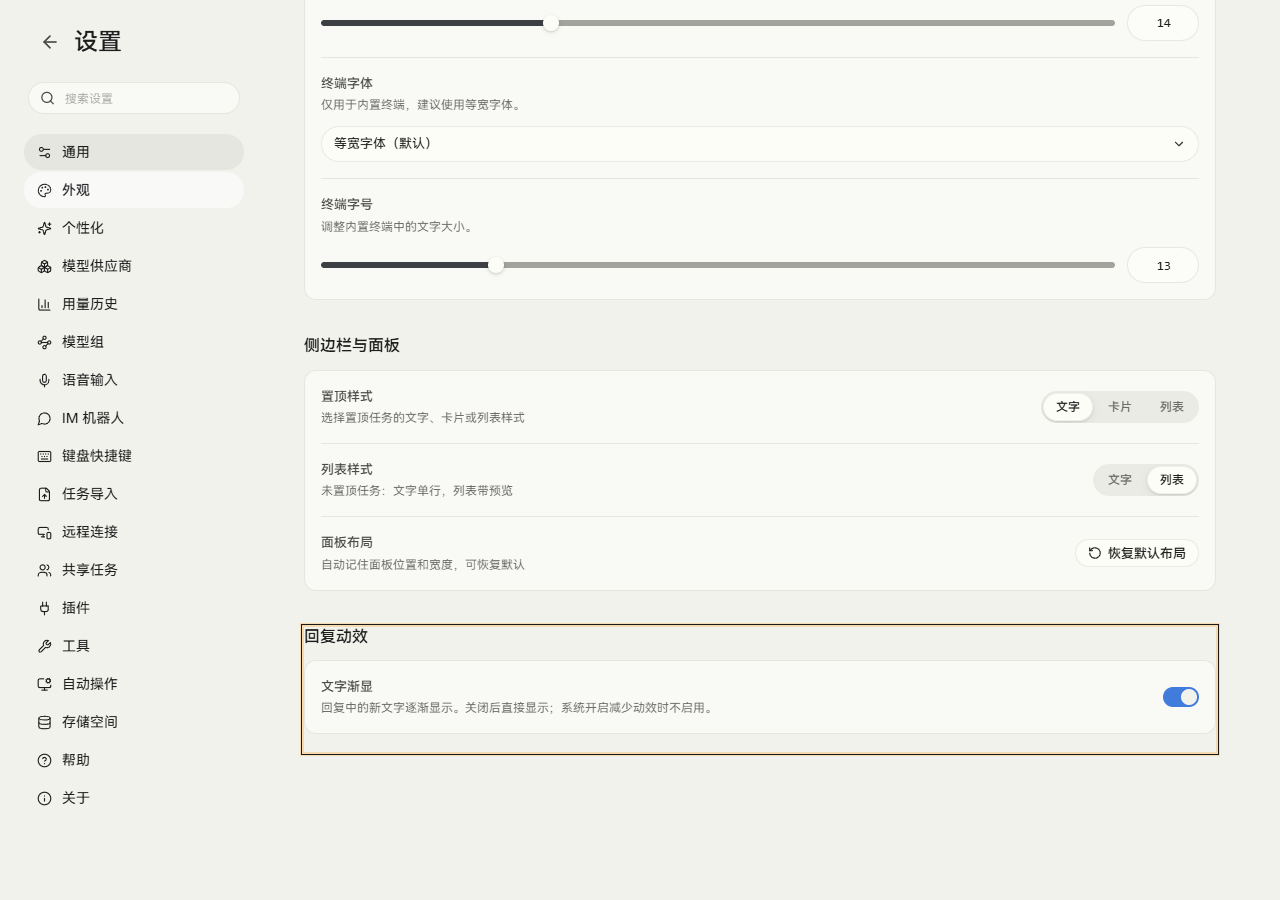 设置
搜索设置
通用
外观
个性化
模型供应商
用量历史
模型组
语音输入
IM 机器人
键盘快捷键
任务导入
远程连接
共享任务
插件
工具
自动操作
存储空间
帮助
关于
14
终端字体
仅用于内置终端，建议使用等宽字体。
等宽字体（默认）
终端字号
调整内置终端中的文字大小。
13
侧边栏与面板
置顶样式
选择置顶任务的文字、卡片或列表样式
文字 卡片 列表
列表样式
未置顶任务：文字单行，列表带预览
文字 列表
面板布局
自动记住面板位置和宽度，可恢复默认
恢复默认布局
回复动效
文字渐显
回复中的新文字逐渐显示。关闭后直接显示；系统开启减少动效时不启用。